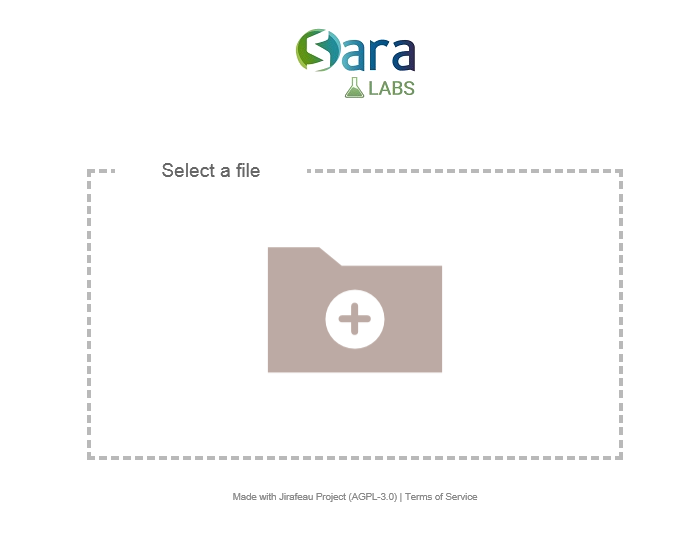 Sara
LABS
Select a file
Made with Jirafeau Project (AGPL-3.0) | Terms of Service